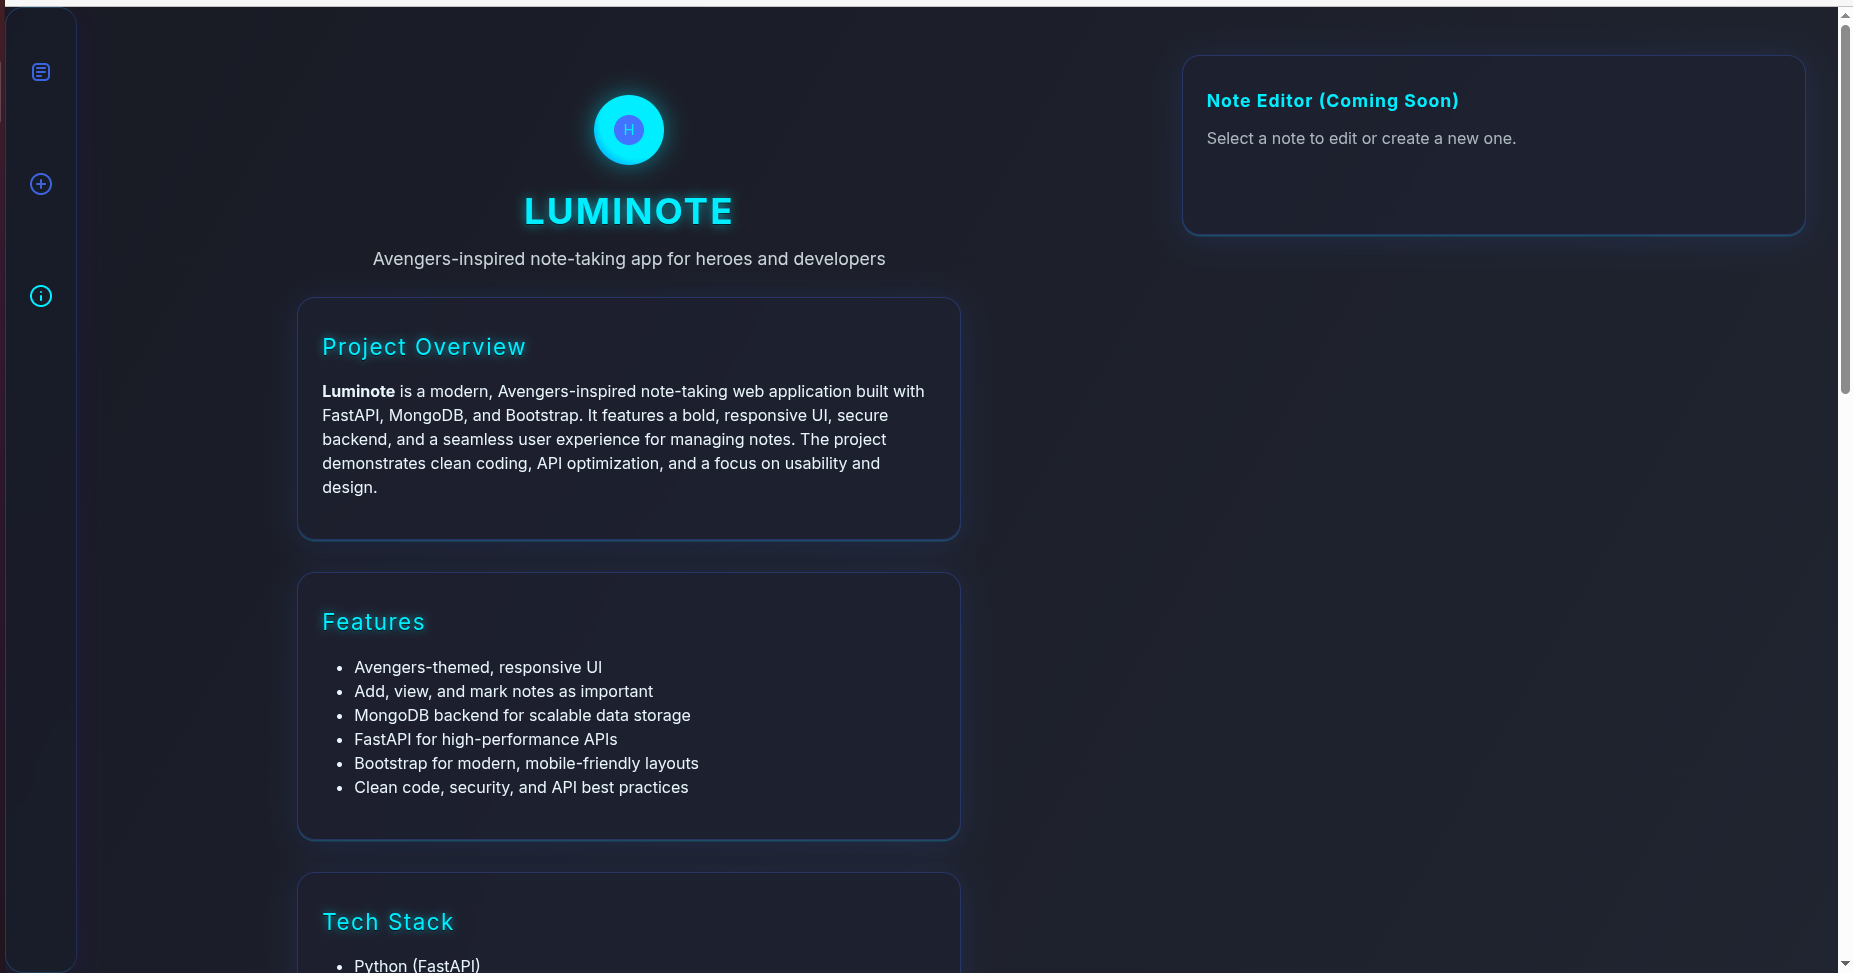 H
LUMINOTE
Avengers-inspired note-taking app for heroes and developers
Project Overview
Luminote is a modern, Avengers-inspired note-taking web application built with
FastAPI, MongoDB, and Bootstrap. It features a bold, responsive UI, secure
backend, and a seamless user experience for managing notes. The project
demonstrates clean coding, API optimization, and a focus on usability and
design.
Features
• Avengers-themed, responsive UI
• Add, view, and mark notes as important
• MongoDB backend for scalable data storage
• FastAPI for high-performance APIs
• Bootstrap for modern, mobile-friendly layouts
• Clean code, security, and API best practices
Tech Stack
• Python (FastAPI)
Note Editor (Coming Soon)
Select a note to edit or create a new one.